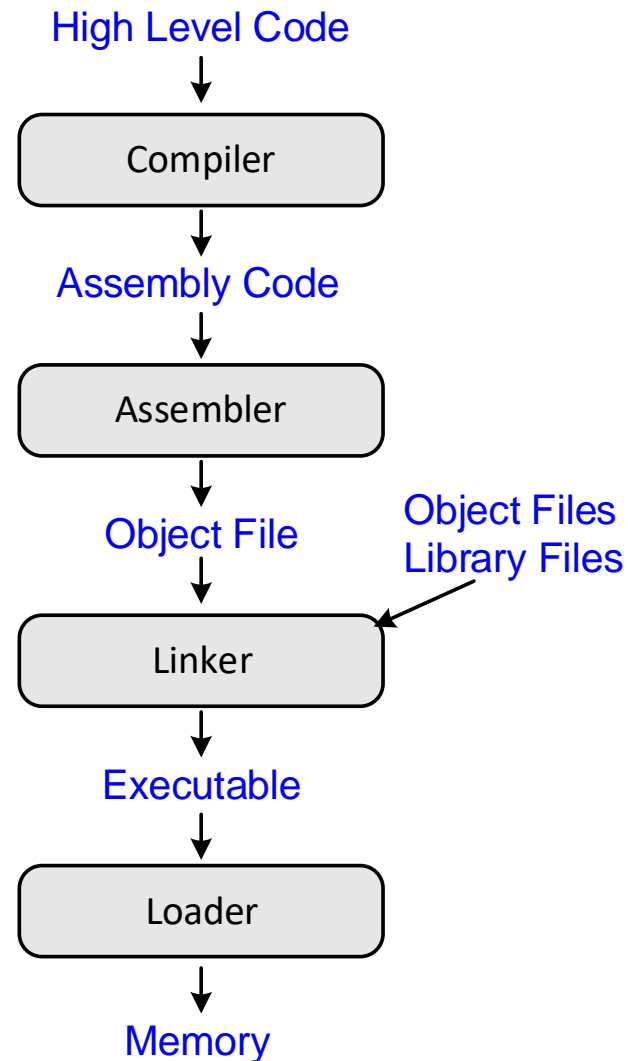 High Level Code
Compiler
Assembly Code
Assembler
Object File
Object Files
Library Files
Linker
Executable
Loader
Memory